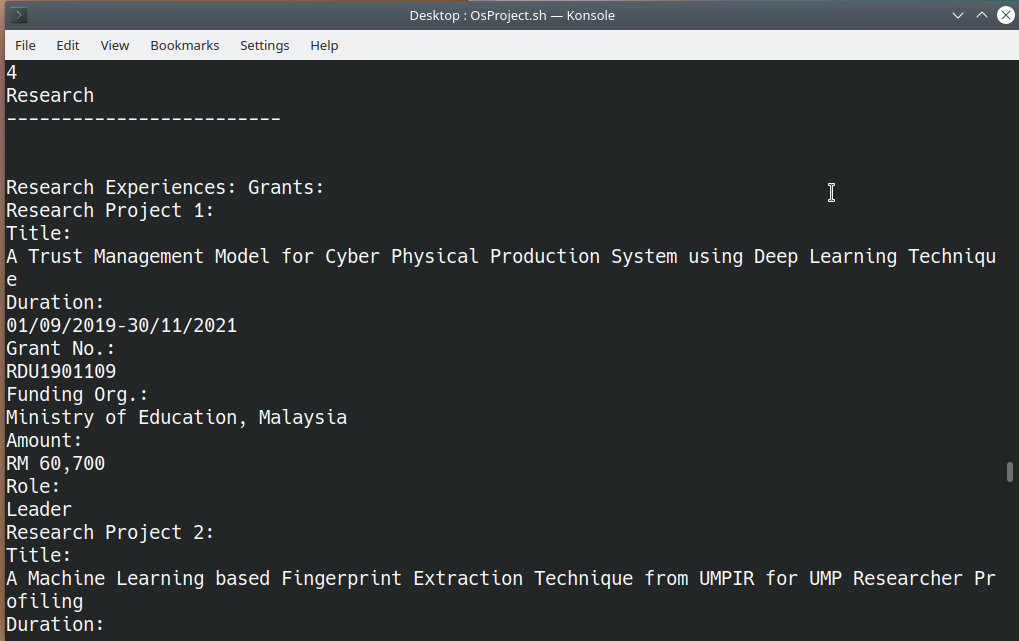 Desktop : OsProject.sh — Konsole
File Edit View Bookmarks Settings Help
4
Research
-------------------------
Research Experiences: Grants:
Research Project 1:
Title:
A Trust Management Model for Cyber Physical Production System using Deep Learning Techniqu
e
Duration:
01/09/2019-30/11/2021
Grant No.:
RDU1901109
Funding Org.:
Ministry of Education, Malaysia
Amount:
RM 60,700
Role:
Leader
Research Project 2:
Title:
A Machine Learning based Fingerprint Extraction Technique from UMPIR for UMP Researcher Pr
ofiling
Duration: